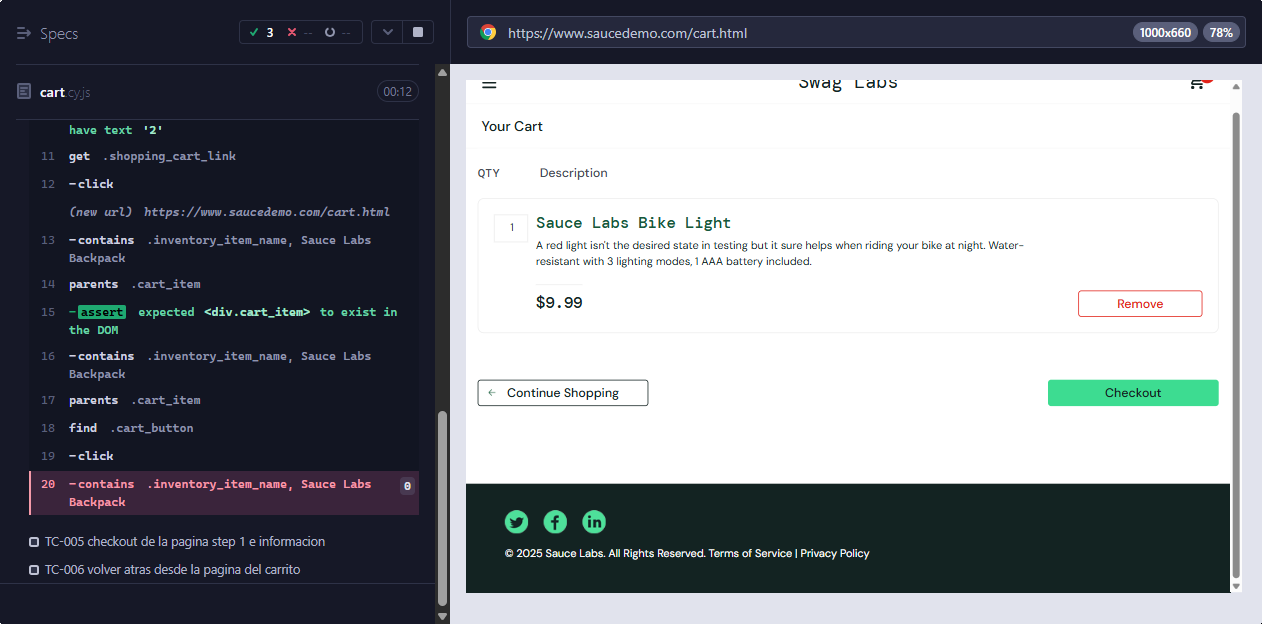 Specs
3
--
--
cart.cy.js
00:12
have text '2'
11 get .shopping_cart_link
12 -click
(new url) https://www.saucedemo.com/cart.html
13 -contains .inventory_item_name, Sauce Labs
Backpack
14 parents .cart_item
15 -assert expected <div.cart_item> to exist in
the DOM
16 -contains .inventory_item_name, Sauce Labs
Backpack
17 parents .cart_item
18 find .cart_button
19 -click
20 -contains .inventory_item_name, Sauce Labs
Backpack
0
TC-005 checkout de la pagina step 1 e informacion
TC-006 volver atras desde la pagina del carrito
https://www.saucedemo.com/cart.html
1000x660
78%
Swag Labs
Your Cart
QTY Description
1
Sauce Labs Bike Light
A red light isn't the desired state in testing but it sure helps when riding your bike at night. Water-
resistant with 3 lighting modes, 1 AAA battery included.
$9.99
Remove
Continue Shopping
Checkout
© 2025 Sauce Labs. All Rights Reserved. Terms of Service | Privacy Policy